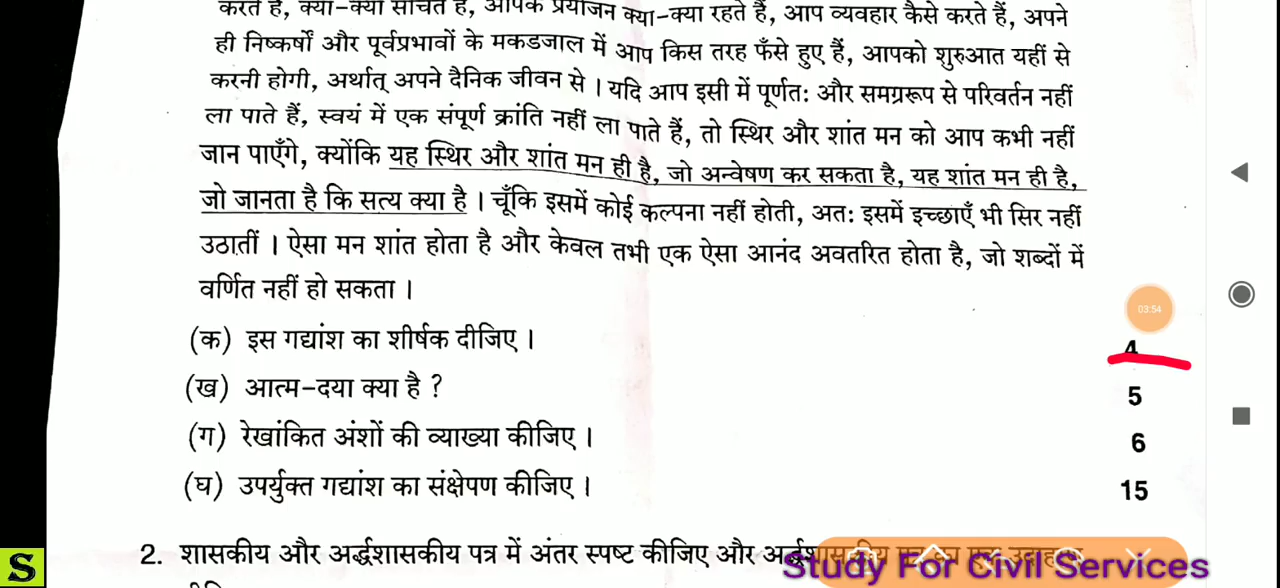 करते हैं, क्या-क्या सोचते हैं, आपके प्रयोजन क्या-क्या रहते हैं, आप व्यवहार कैसे करते हैं, अपने
ही निष्कर्षों और पूर्वप्रभावों के मकडजाल में आप किस तरह फँसे हुए हैं, आपको शुरुआत यहीं से
करनी होगी, अर्थात् अपने दैनिक जीवन से। यदि आप इसी में पूर्णतः और समग्ररूप से परिवर्तन नहीं
ला पाते हैं, स्वयं में एक संपूर्ण क्रांति नहीं ला पाते हैं, तो स्थिर और शांत मन को आप कभी नहीं
जान पाएँगे, क्योंकि यह स्थिर और शांत मन ही है, जो अन्वेषण कर सकता है, यह शांत मन ही है,
जो जानता है कि सत्य क्या है। चूँकि इसमें कोई कल्पना नहीं होती, अतः इसमें इच्छाएँ भी सिर नहीं
उठातीं। ऐसा मन शांत होता है और केवल तभी एक ऐसा आनंद अवतरित होता है, जो शब्दों में
वर्णित नहीं हो सकता।
03:54
(क) इस गद्यांश का शीर्षक दीजिए। 4
(ख) आत्म-दया क्या है? 5
(ग) रेखांकित अंशों की व्याख्या कीजिए। 6
(घ) उपर्युक्त गद्यांश का संक्षेपण कीजिए। 15
2. शासकीय और अर्द्धशासकीय पत्र में अंतर स्पष्ट कीजिए और अर्द्धशासकीय
S
Study For Civil Services